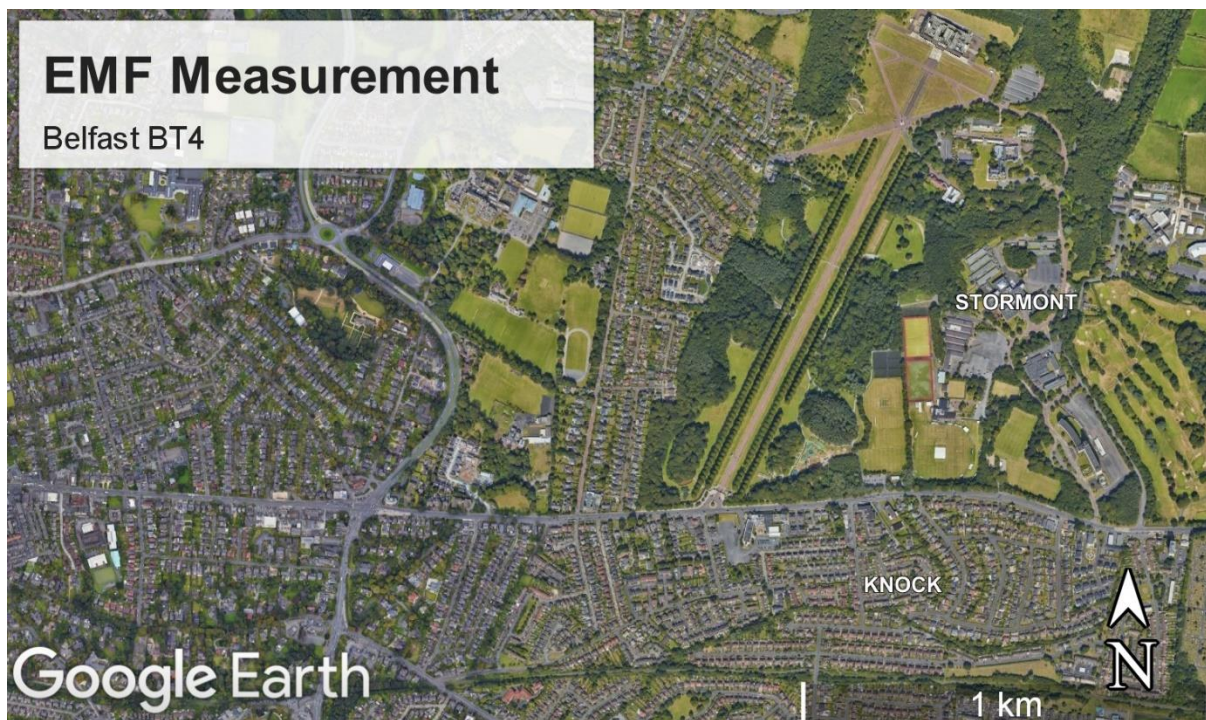 EMF Measurement
Belfast BT4
STORMONT
KNOCK
Google Earth
1 km
N